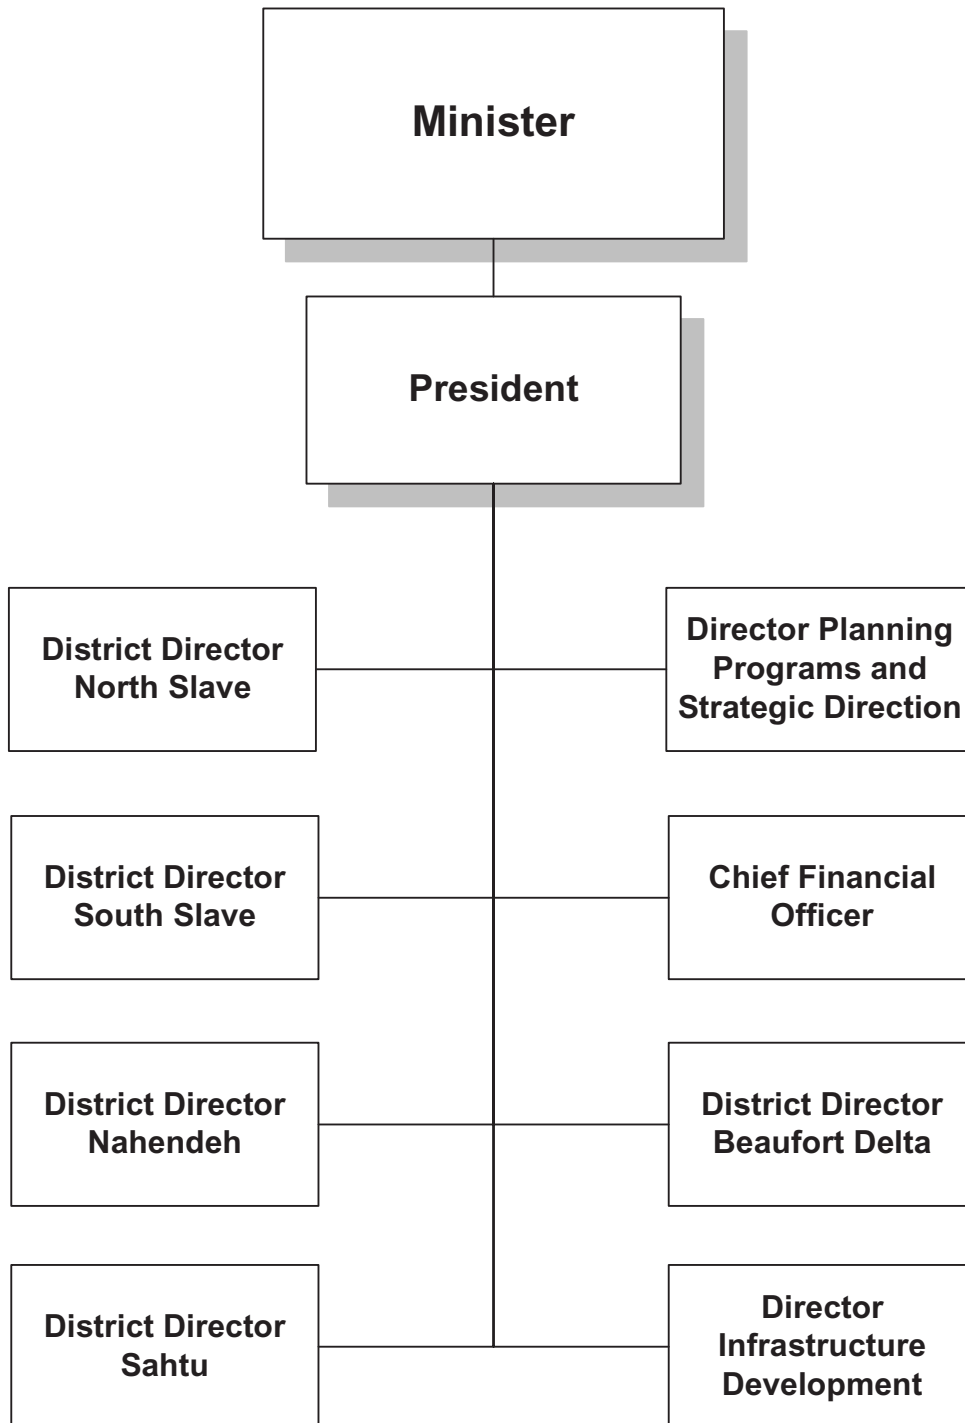 Minister
President
District Director
North Slave
Director Planning
Programs and
Strategic Direction
District Director
South Slave
Chief Financial
Officer
District Director
Nahendeh
District Director
Beaufort Delta
District Director
Sahtu
Director
Infrastructure
Development